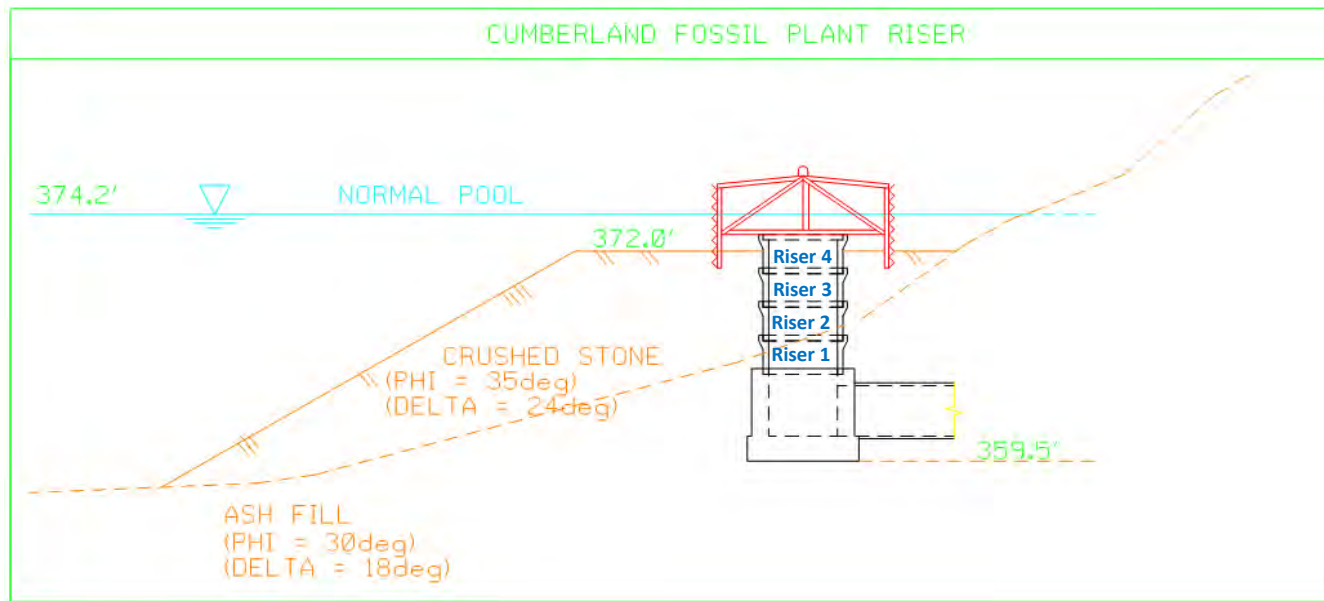 CUMBERLAND FOSSIL PLANT RISER
374.2'
NORMAL POOL
372.0'
Riser 4
Riser 3
Riser 2
Riser 1
CRUSHED STONE
(PHI = 35deg)
(DELTA = 24deg)
359.5'
ASH FILL
(PHI = 30deg)
(DELTA = 18deg)